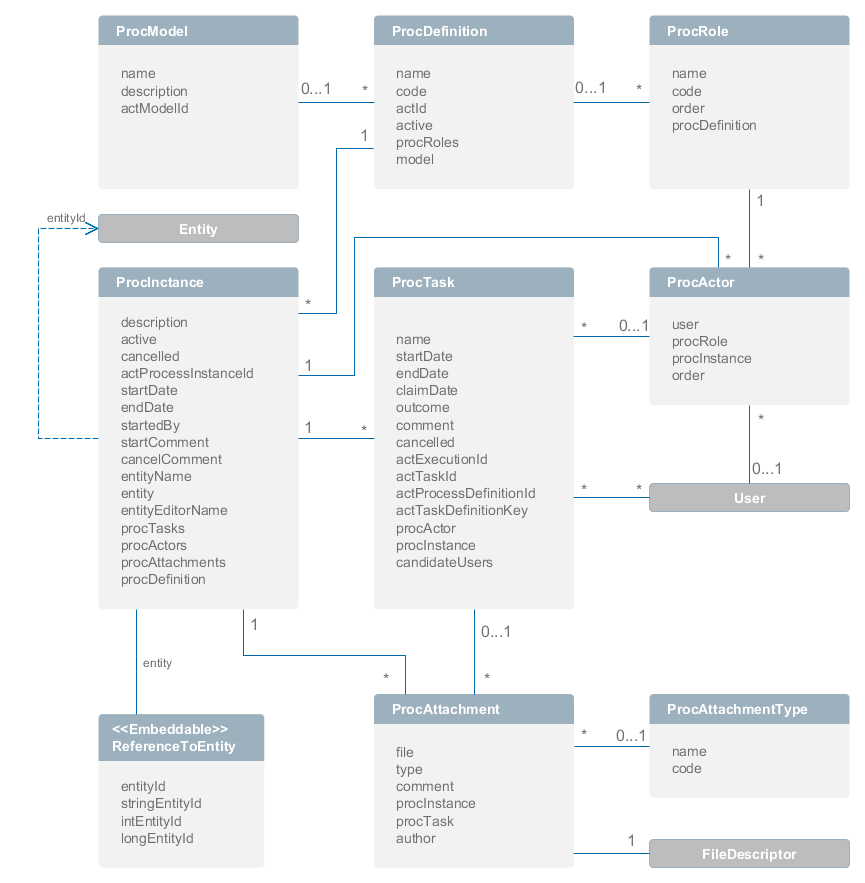 ProcModel
name
description
actModelId
0...1
*
ProcDefinition
name
code
actId
active
procRoles
model
0...1
*
ProcRole
name
code
order
procDefinition
1
1
*
*
*
entityId
Entity
ProcInctance
description
active
cancelled
actProcessInstanceId
startDate
endDate
startedBy
startComment
cancelComment
entityName
entity
entityEditorName
procTasks
procActors
procAttachments
procDefinition
1
1
*
ProcTask
name
startDate
endDate
claimDate
outcome
comment
cancelled
actExecutionId
actTaskId
actProcessDefinitionId
actTaskDefinitionKey
procActor
procInstance
candidateUsers
*
0...1
*
*
ProcActor
user
procRole
procInstance
order
*
0...1
User
entity
1
*
0...1
*
<<Embeddable>>
ReferenceToEntity
entityId
stringEntityId
intEntityId
longEntityId
ProcAttachment
file
type
comment
procInstance
procTask
author
*
0...1
1
ProcAttachmentType
name
code
FileDescriptor